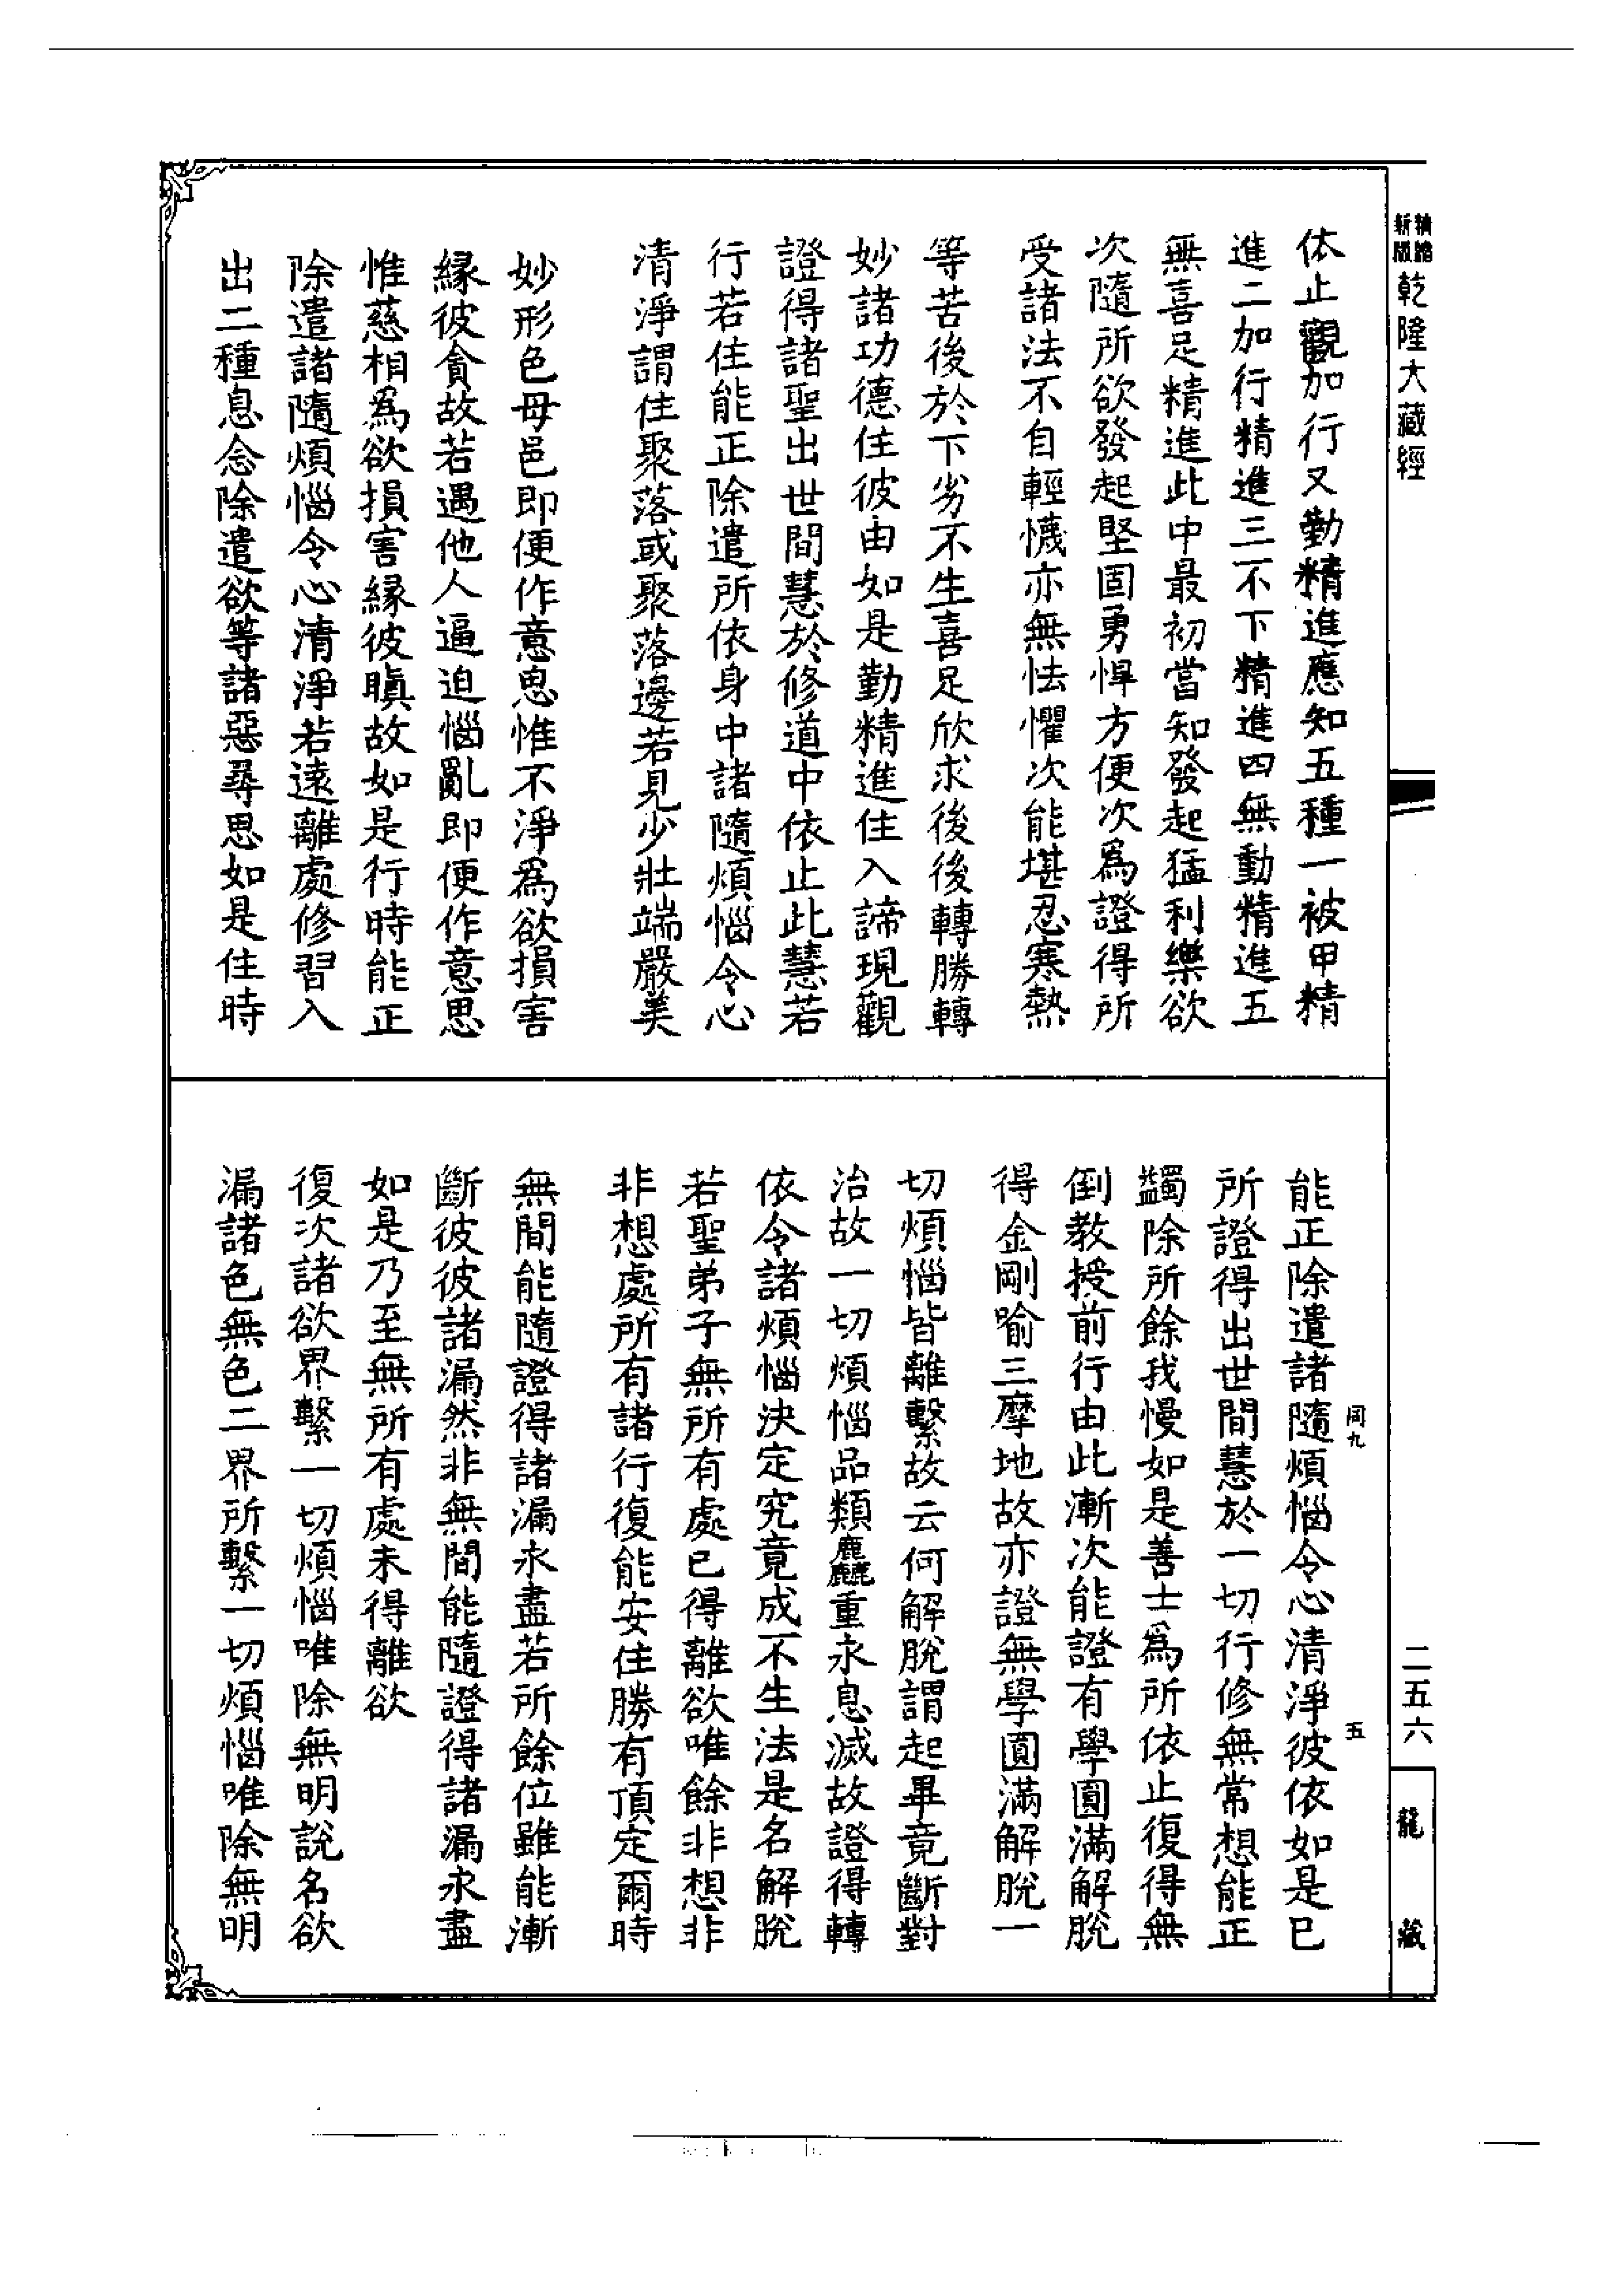 新版
精縮
乾隆大藏經
依止觀加行又勤精進應知五種一被甲精
進二加行精進三不下精進四無動精進五
無喜足精進此中最初當知發起猛利樂欲
次隨所欲發起堅固勇悍方便次為證得所
受諸法不自輕懱亦無怯懼次能堪忍寒熱
等苦後於下劣不生喜足欣求後後轉勝轉
妙諸功德住彼由如是勤精進住入諦現觀
證得諸聖出世間慧於修道中依止此慧若
行若住能正除遣所依身中諸隨煩惱令心
清淨謂住聚落或聚落邊若見少壯端嚴美
妙形色母邑即便作意思惟不淨為欲損害
緣彼貪故若遇他人逼迫惱亂即便作意思
惟慈相為欲損害緣彼瞋故如是行時能正
除遣諸隨煩惱令心清淨若遠離處修習入
出二種息念除遣欲等諸惡尋思如是住時
能正除遣諸隨煩惱令心清淨彼依如是已
所證得出世間慧於一切行修無常想能正
蠲除所餘我慢如是善士為所依止復得無
倒教授前行由此漸次能證有學圓滿解脫
得金剛喻三摩地故亦證無學圓滿解脫一
切煩惱皆離繫故云何解脫謂起畢竟斷對
治故一切煩惱品類麤重永息滅故證得轉
依令諸煩惱決定究竟成不生法是名解脫
若聖弟子無所有處已得離欲唯餘非想非
非想處所有諸行復能安住勝有頂定爾時
無間能隨證得諸漏永盡若所餘位雖能漸
斷彼彼諸漏然非無間能隨證得諸漏永盡
如是乃至無所有處未得離欲
復次諸欲界繫一切煩惱唯除無明說名欲
漏諸色無色二界所繫一切煩惱唯除無明
同九
五
二五六
龍藏